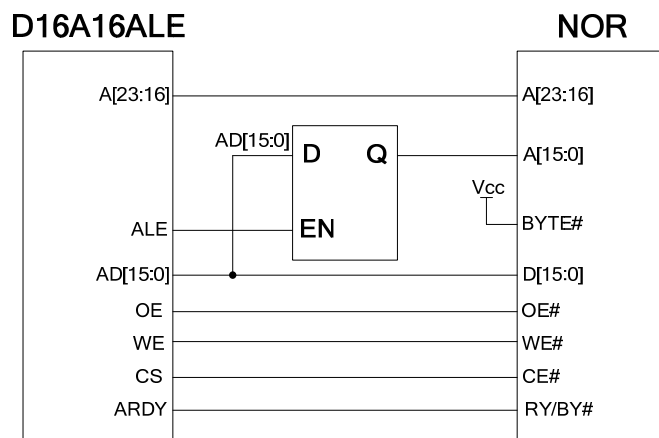 D16A16ALE NOR
A[23:16] A[23:16]
AD[15:0] D Q A[15:0]
Vcc
ALE EN BYTE#
AD[15:0] D[15:0]
OE OE#
WE WE#
CS CE#
ARDY RY/BY#